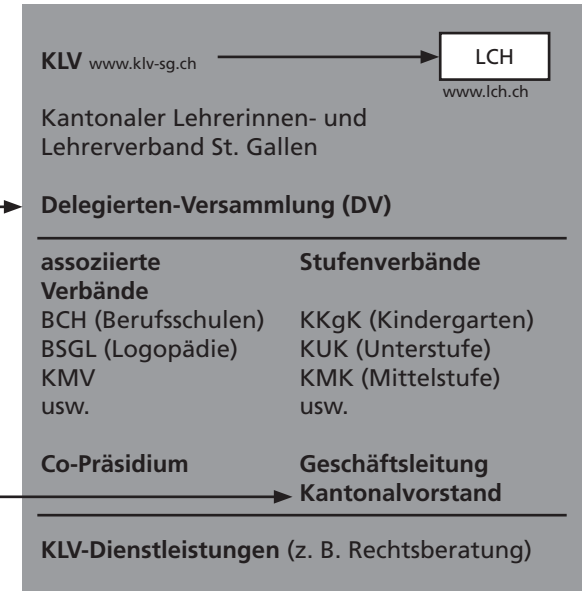 KLV www.klv-sg.ch
LCH
www.lch.ch
Kantonaler Lehrerinnen- und
Lehrerverband St. Gallen
Delegierten-Versammlung (DV)
assoziierte
Verbände
BCH (Berufsschulen)
BSGL (Logopädie)
KMV
usw.
Stufenverbände
KKgK (Kindergarten)
KUK (Unterstufe)
KMK (Mittelstufe)
usw.
Co-Präsidium
Geschäftsleitung
Kantonalvorstand
KLV-Dienstleistungen (z. B. Rechtsberatung)